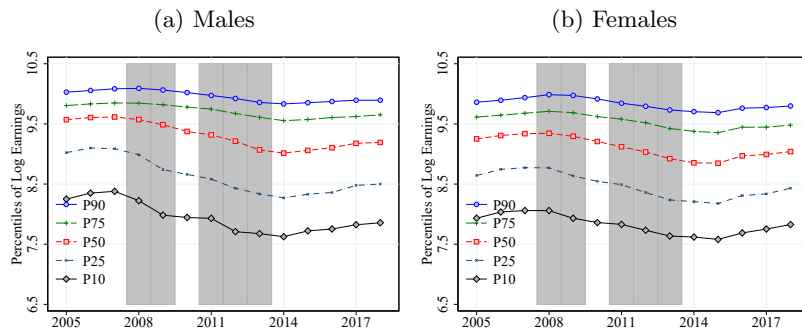 (a) Males
Percentiles of Log Earnings
10.5
9.5
8.5
7.5
6.5
P90
P75
P50
P25
P10
2005
2008
2011
2014
2017
(b) Females
Percentiles of Log Earnings
10.5
9.5
8.5
7.5
6.5
P90
P75
P50
P25
P10
2005
2008
2011
2014
2017